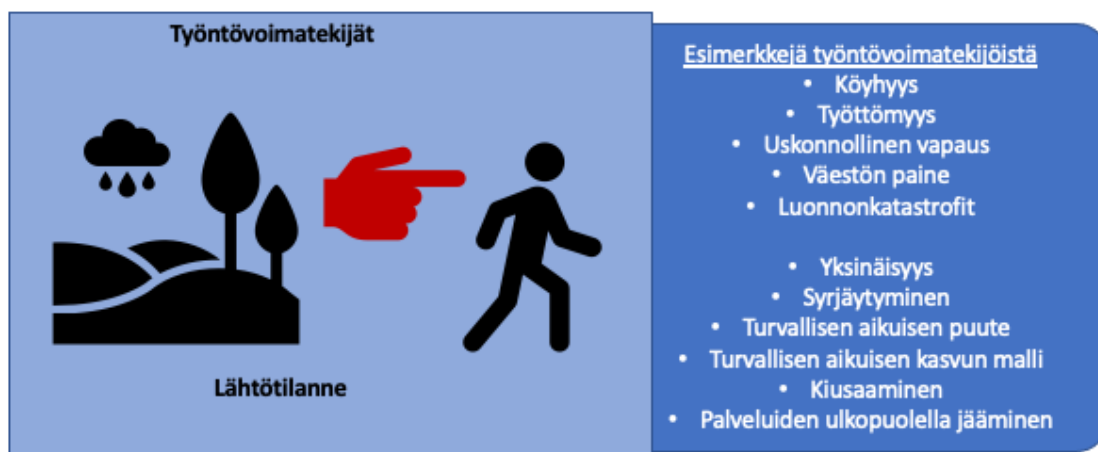 Työntövoimatekijät
Lähtötilanne
Esimerkkejä työntövoimatekijöistä
• Köyhyys
• Työttömyys
• Uskonnollinen vapaus
• Väestön paine
• Luonnonkatastrofit
• Yksinäisyys
• Syrjäytyminen
• Turvallisen aikuisen puute
• Turvallisen aikuisen kasvun malli
• Kiusaaminen
• Palveluiden ulkopuolella jääminen